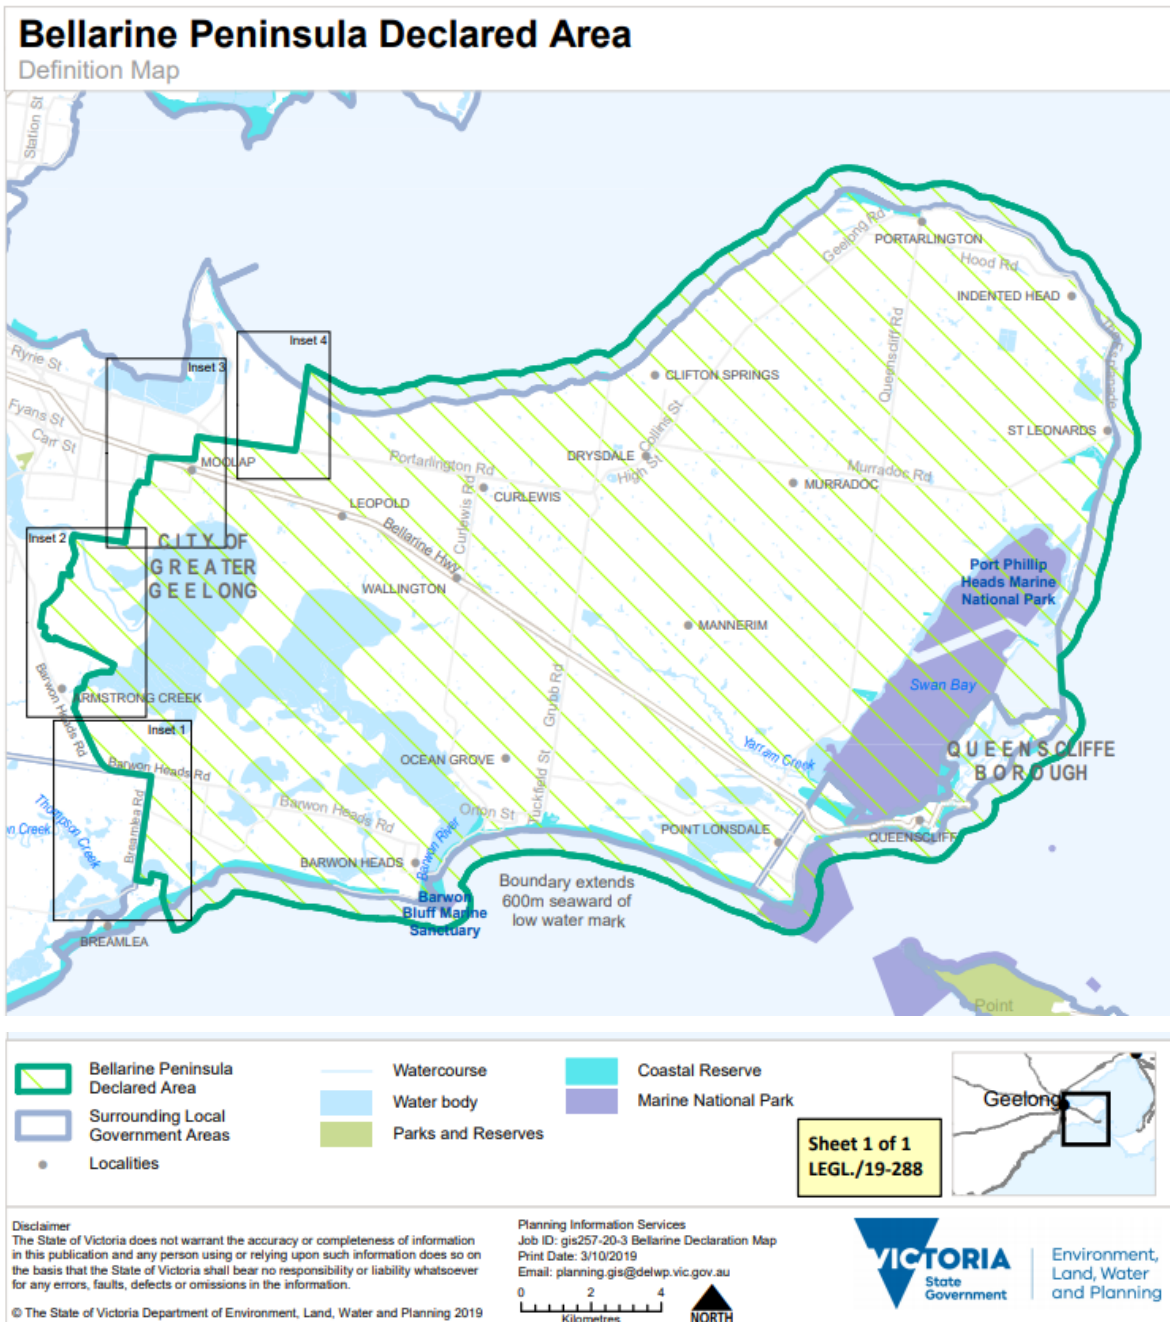 Bellarine Peninsula Declared Area
Definition Map
Station St
PORTARLINGTON
Geelong Rd
Hood Rd
INDENTED HEAD
Inset 4
Inset 3
Ryrie St
Queenscliff Rd
The Esplanade
CLIFTON SPRINGS
Fyans St
Carr St
Collins St
ST LEONARDS
MOOLAP
Portarlington Rd
DRYSDALE
High St
Murradoc Rd
MURRADOC
CURLEWIS
Curlewis Rd
LEOPOLD
Bellarine Hwy
Inset 2
CITY OF
GREATER
GEELONG
WALLINGTON
Port Phillip
Heads Marine
National Park
MANNERIM
Swan Bay
Grubb Rd
Barwon Heads Rd
ARMSTRONG CREEK
Inset 1
Yarram Creek
QUEENSCLIFFE
BOROUGH
OCEAN GROVE
Barwon Heads Rd
Tuckfield St
Orton St
Barwon Heads Rd
Breamlea Rd
Thompson Creek
n Creek
POINT LONSDALE
QUEENSCLIFF
Barwon River
BARWON HEADS
Boundary extends
600m seaward of
low water mark
Barwon
Bluff Marine
Sanctuary
BREAMLEA
Point
Bellarine Peninsula
Declared Area
Surrounding Local
Government Areas
Localities
Watercourse
Water body
Parks and Reserves
Coastal Reserve
Marine National Park
Sheet 1 of 1
LEGL./19-288
Geelong
Disclaimer
The State of Victoria does not warrant the accuracy or completeness of information
in this publication and any person using or relying upon such information does so on
the basis that the State of Victoria shall bear no responsibility or liability whatsoever
for any errors, faults, defects or omissions in the information.
© The State of Victoria Department of Environment, Land, Water and Planning 2019
Planning Information Services
Job ID: gis257-20-3 Bellarine Declaration Map
Print Date: 3/10/2019
Email: planning.gis@delwp.vic.gov.au
0 2 4
Kilometres
NORTH
VICTORIA
State
Government
Environment,
Land, Water
and Planning